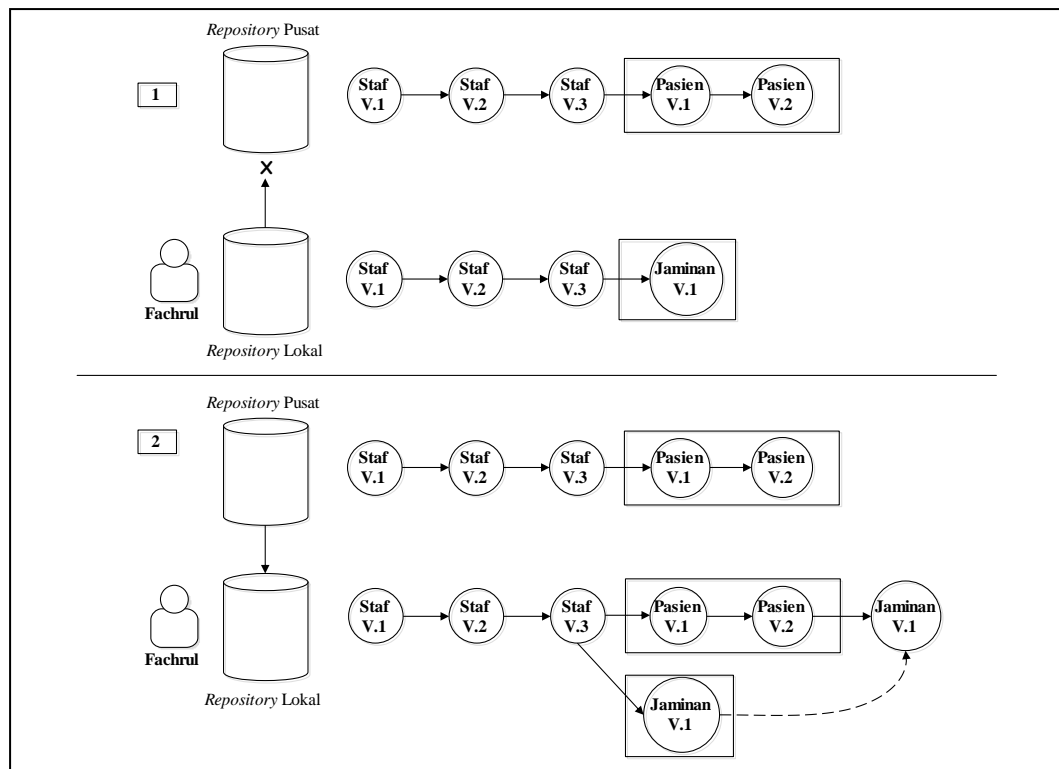 Repository Pusat
1
Staf V.1
Staf V.2
Staf V.3
Pasien V.1
Pasien V.2
X
Fachrul
Staf V.1
Staf V.2
Staf V.3
Jaminan V.1
Repository Lokal
Repository Pusat
2
Staf V.1
Staf V.2
Staf V.3
Pasien V.1
Pasien V.2
Fachrul
Staf V.1
Staf V.2
Staf V.3
Pasien V.1
Pasien V.2
Jaminan V.1
Repository Lokal
Jaminan V.1